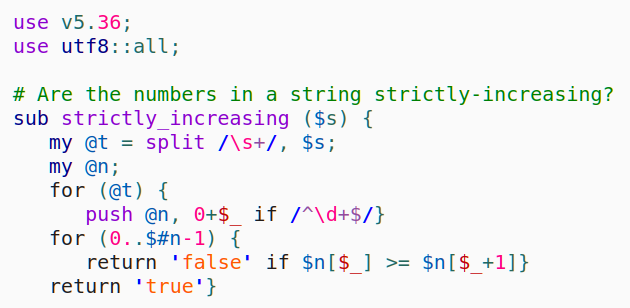 use v5.36;
use utf8::all;

# Are the numbers in a string strictly-increasing?
sub strictly_increasing ($s) {
   my @t = split /\s+/, $s;
   my @n;
   for (@t) {
      push @n, 0+$_ if /^\d+$/}
   for (0..$#n-1) {
      return 'false' if $n[$_] >= $n[$_+1]}
   return 'true'}